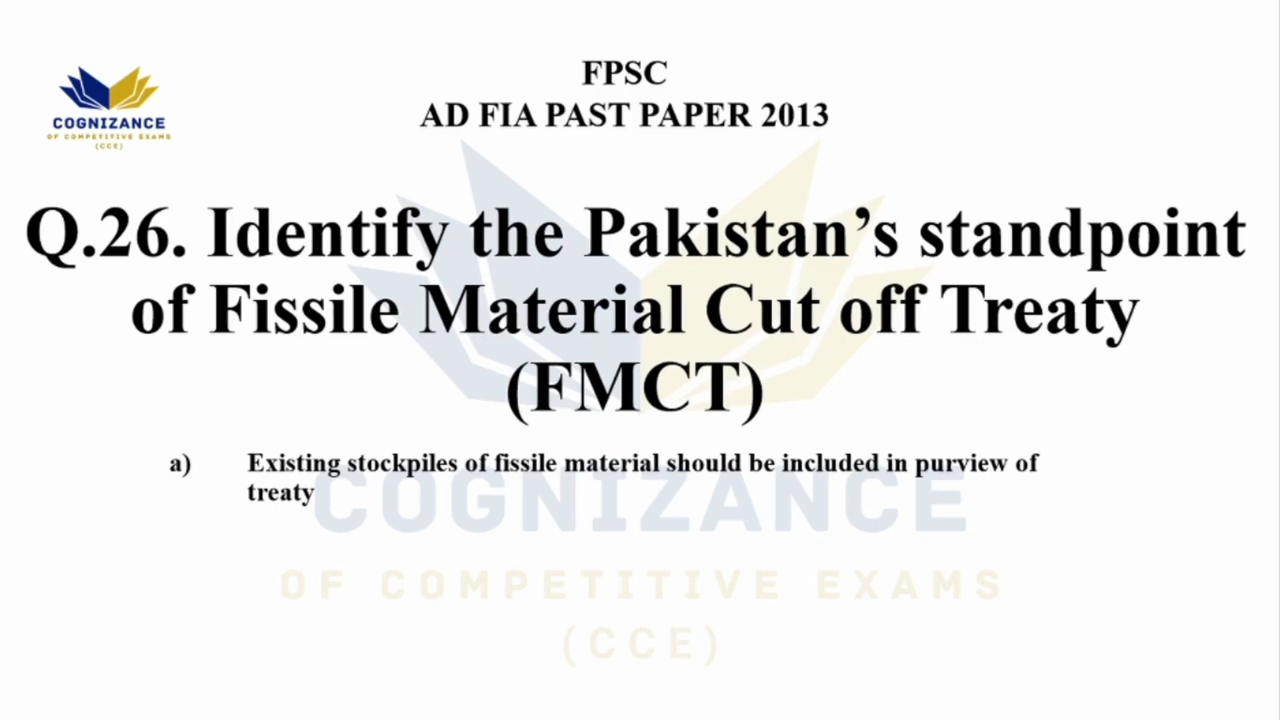 COGNIZANCE
OF COMPETITIVE EXAMS
(CCE)
FPSC
AD FIA PAST PAPER 2013
Q.26. Identify the Pakistan’s standpoint
of Fissile Material Cut off Treaty
(FMCT)
a) Existing stockpiles of fissile material should be included in purview of
treaty
COGNIZANCE
OF COMPETITIVE EXAMS
(CCE)